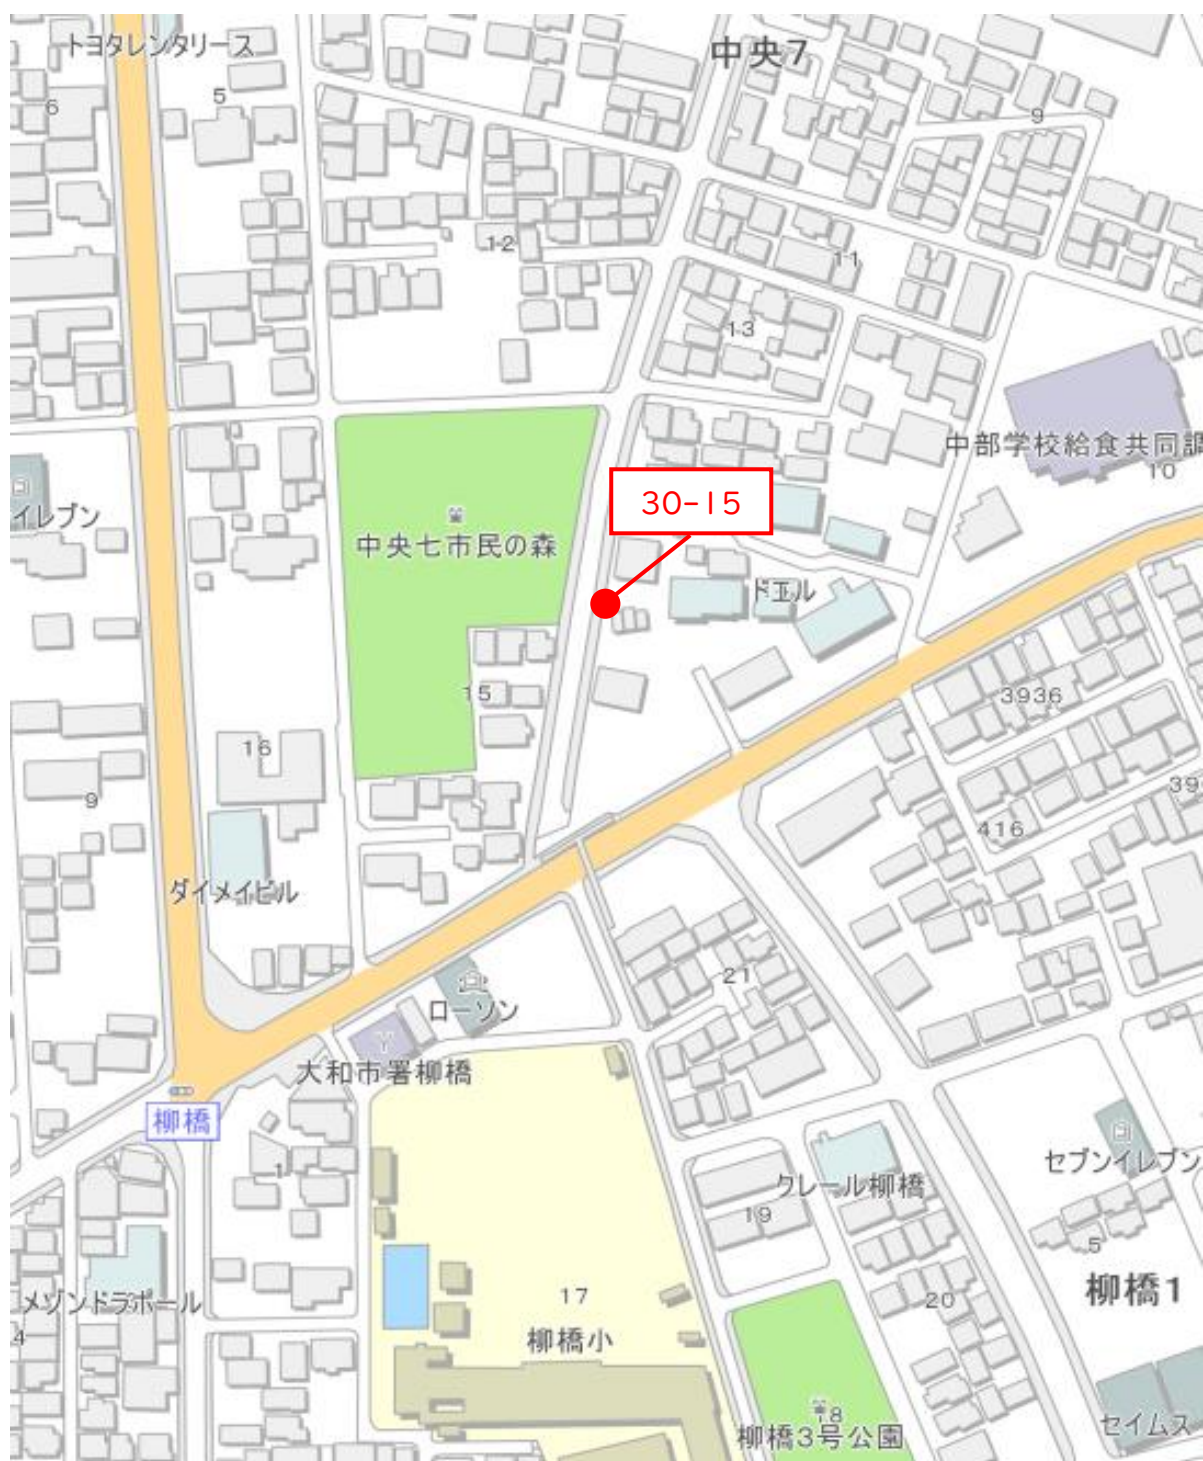 トヨタレンタリース
中央7
5
6
9
12
11
13
中部学校給食共同調
10
イレブン
30-15
中央七市民の森
ドエル
15
3936
16
9
39
416
ダイメイビル
21
ローソン
大和市署柳橋
柳橋
セブンイレブン
1
クレール柳橋
19
5
柳橋1
17
20
メゾンドラポール
4
柳橋小
18
柳橋3号公園
セイムス